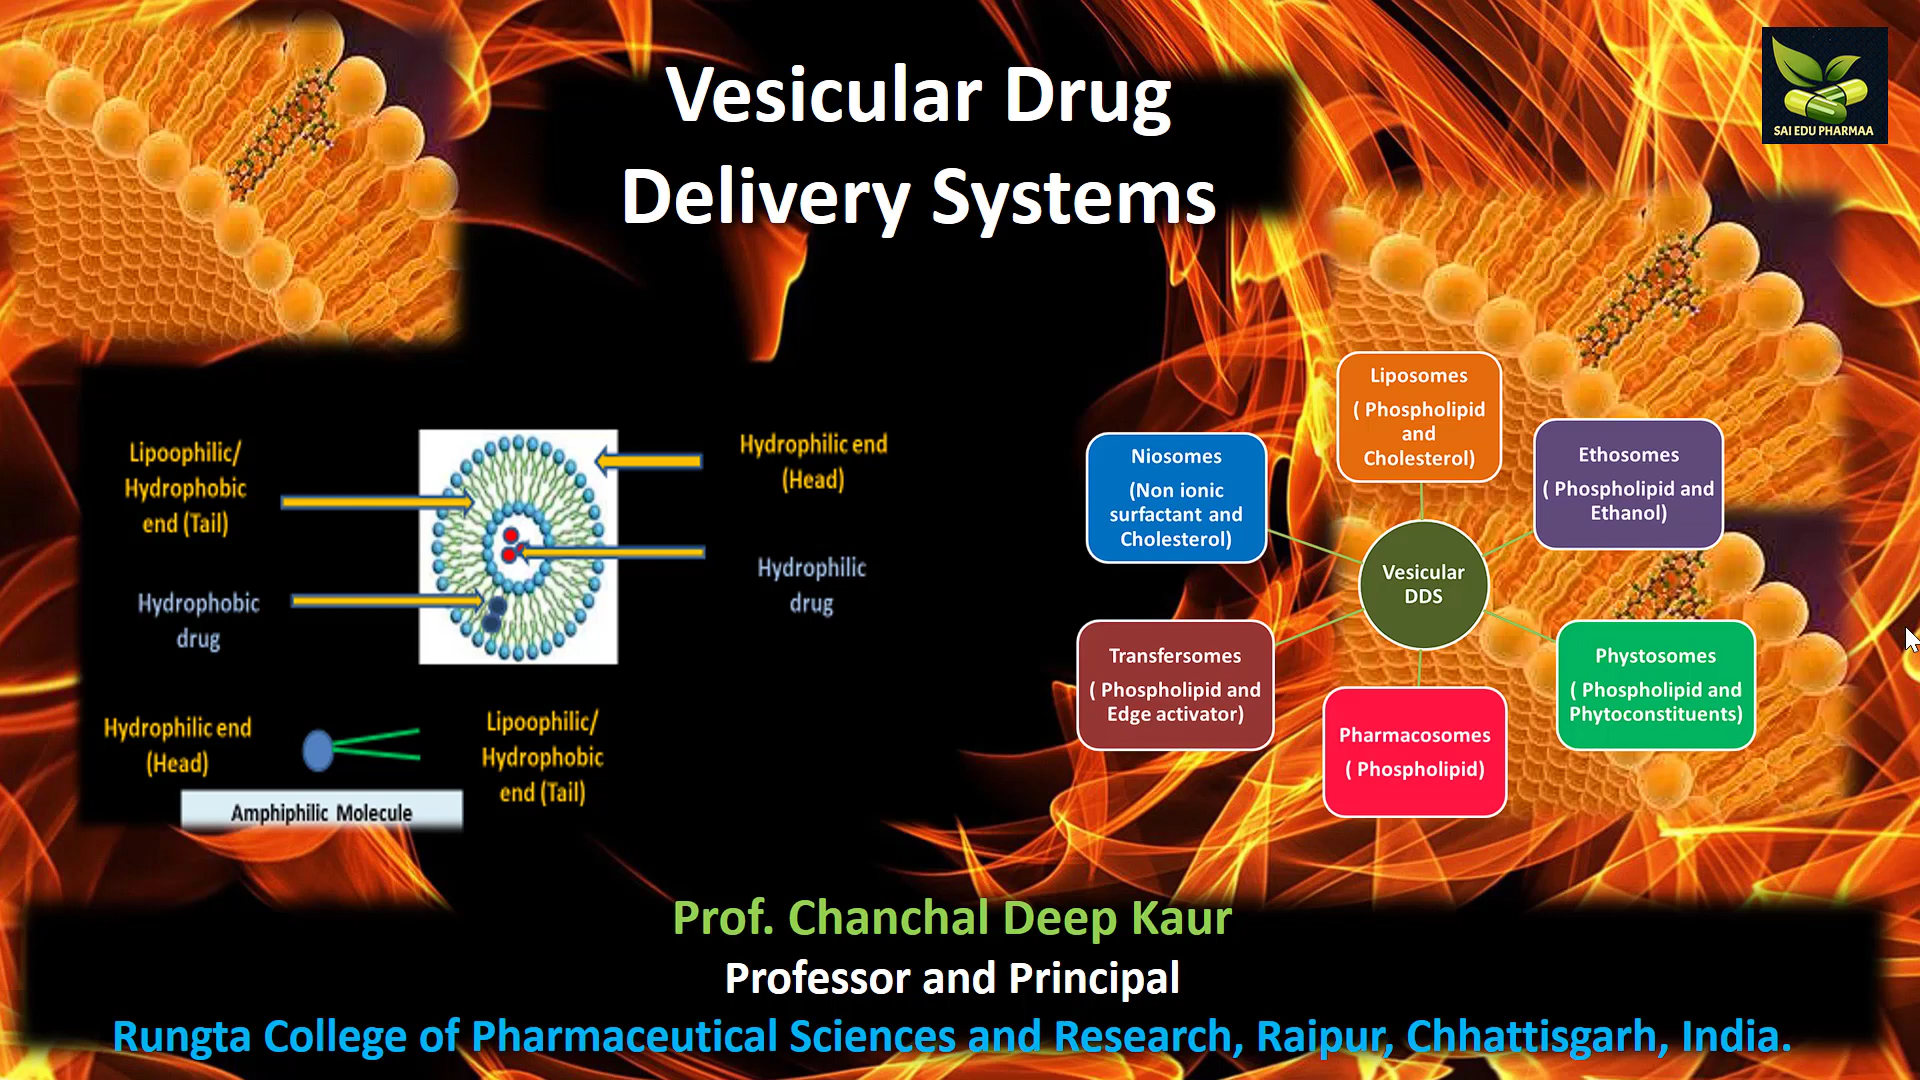 Vesicular Drug
Delivery Systems
SAI EDU PHARMAA
Lipoophilic/
Hydrophobic
end (Tail)
Hydrophilic end
(Head)
Hydrophobic
drug
Hydrophilic
drug
Hydrophilic end
(Head)
Lipoophilic/
Hydrophobic
end (Tail)
Amphiphilic Molecule
Liposomes
( Phospholipid
and
Cholesterol)
Niosomes
(Non ionic
surfactant and
Cholesterol)
Ethosomes
( Phospholipid and
Ethanol)
Vesicular
DDS
Transfersomes
( Phospholipid and
Edge activator)
Phystosomes
( Phospholipid and
Phytoconstituents)
Pharmacosomes
( Phospholipid)
Prof. Chanchal Deep Kaur
Professor and Principal
Rungta College of Pharmaceutical Sciences and Research, Raipur, Chhattisgarh, India.